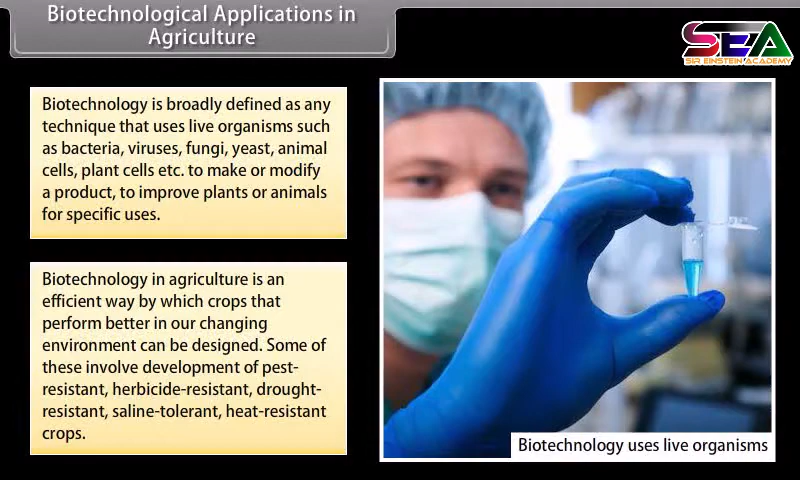 Biotechnological Applications in
Agriculture
SEA
SIR EINSTEIN ACADEMY
Biotechnology is broadly defined as any
technique that uses live organisms such
as bacteria, viruses, fungi, yeast, animal
cells, plant cells etc. to make or modify
a product, to improve plants or animals
for specific uses.
Biotechnology in agriculture is an
efficient way by which crops that
perform better in our changing
environment can be designed. Some of
these involve development of pest-
resistant, herbicide-resistant, drought-
resistant, saline-tolerant, heat-resistant
crops.
Biotechnology uses live organisms